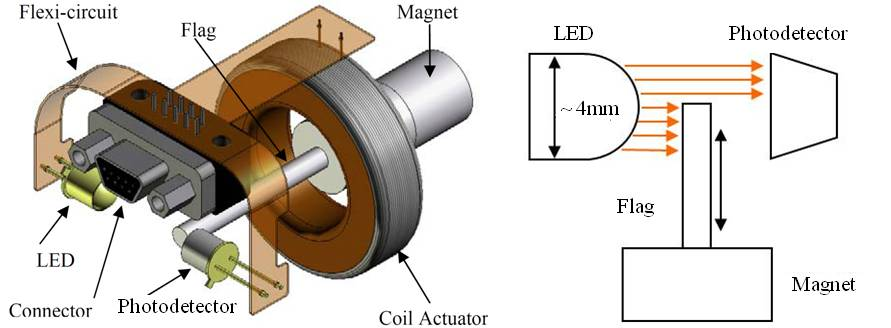 Flexi-circuit
Flag
Magnet
LED
Connector
Photodetector
Coil Actuator
LED
Photodetector
~4mm
Flag
Magnet